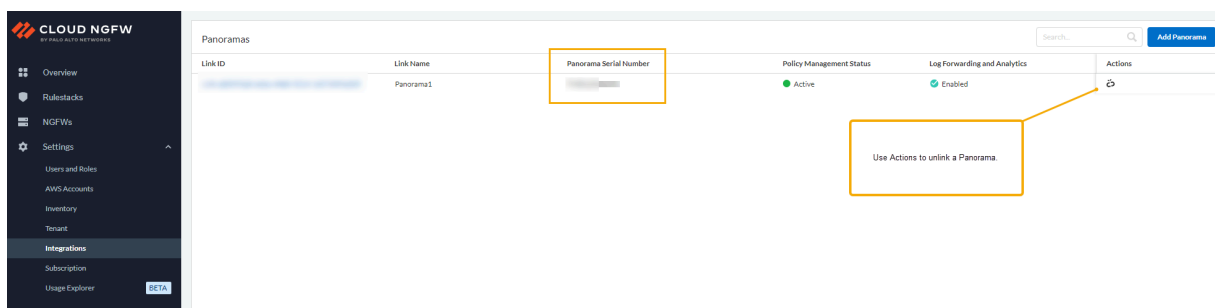 CLOUD NGFW
BY PALO ALTO NETWORKS
Overview
Rulestacks
NGFWs
Settings
Users and Roles
AWS Accounts
Inventory
Tenant
Integrations
Subscription
Usage Explorer BETA
Panoramas Search.. Add Panorama
Link ID Link Name Panorama Serial Number Policy Management Status Log Forwarding and Analytics Actions
Panorama1 Active Enabled
Use Actions to unlink a Panorama.